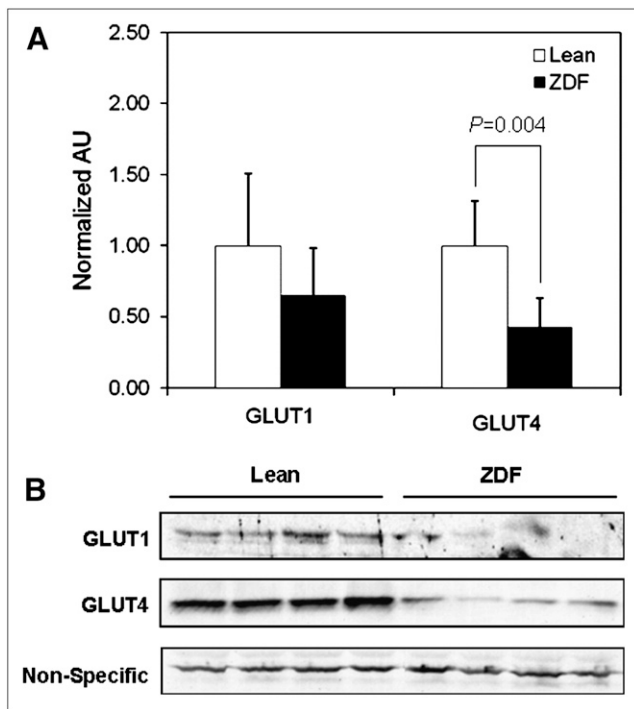 A
2.50
2.00
1.50
1.00
0.50
0.00
Normalized AU
Lean
ZDF
P=0.004
GLUT1
GLUT4
B
Lean ZDF
GLUT1
GLUT4
Non-Specific